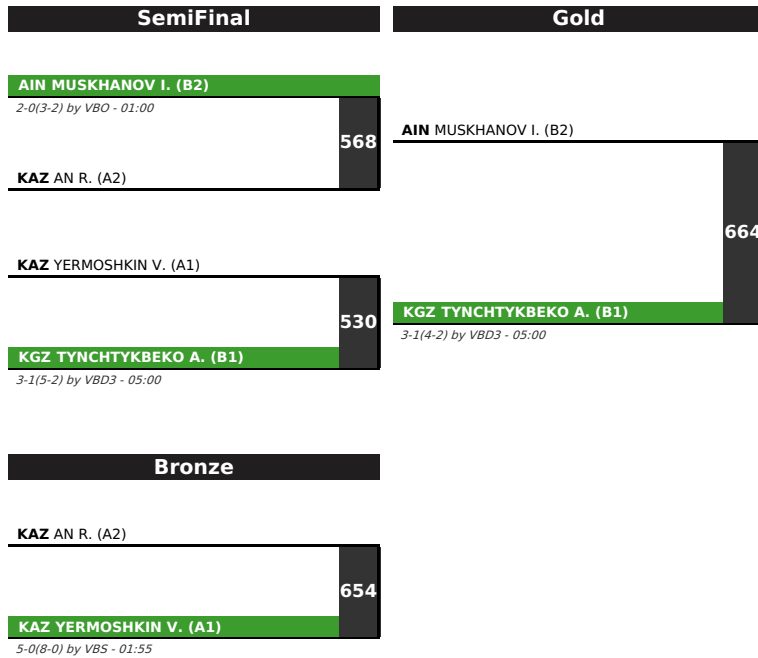 SemiFinal
AIN MUSKHANOV I. (B2)
2-0(3-2) by VBO - 01:00
568
KAZ AN R. (A2)
KAZ YERMOSHKIN V. (A1)
530
KGZ TYNCHTYKBEKO A. (B1)
3-1(5-2) by VBD3 - 05:00
Gold
AIN MUSKHANOV I. (B2)
664
KGZ TYNCHTYKBEKO A. (B1)
3-1(4-2) by VBD3 - 05:00
Bronze
KAZ AN R. (A2)
654
KAZ YERMOSHKIN V. (A1)
5-0(8-0) by VBS - 01:55